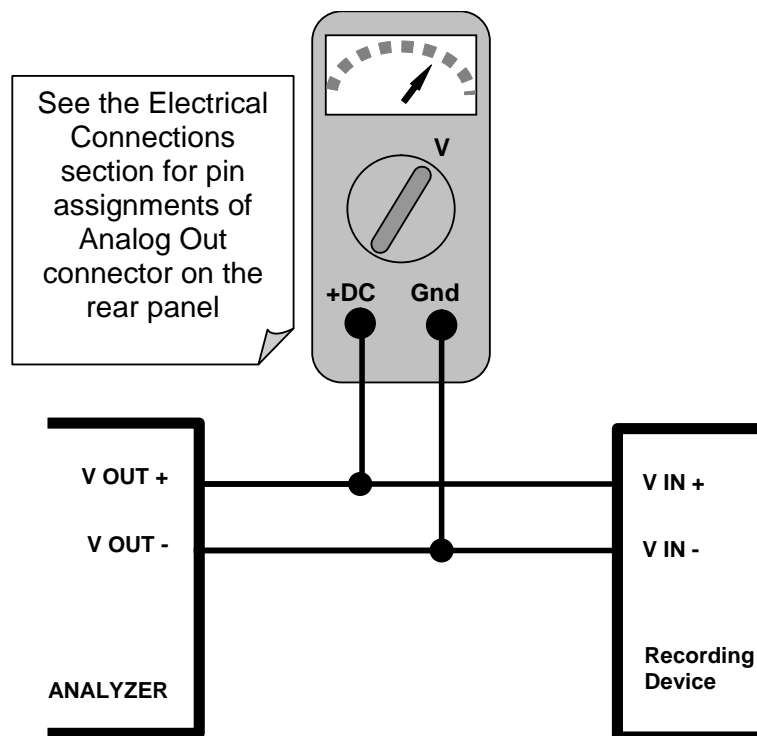 See the Electrical
Connections
section for pin
assignments of
Analog Out
connector on the
rear panel
V
+DC Gnd
V OUT +
V OUT -
ANALYZER
V IN +
V IN -
Recording
Device